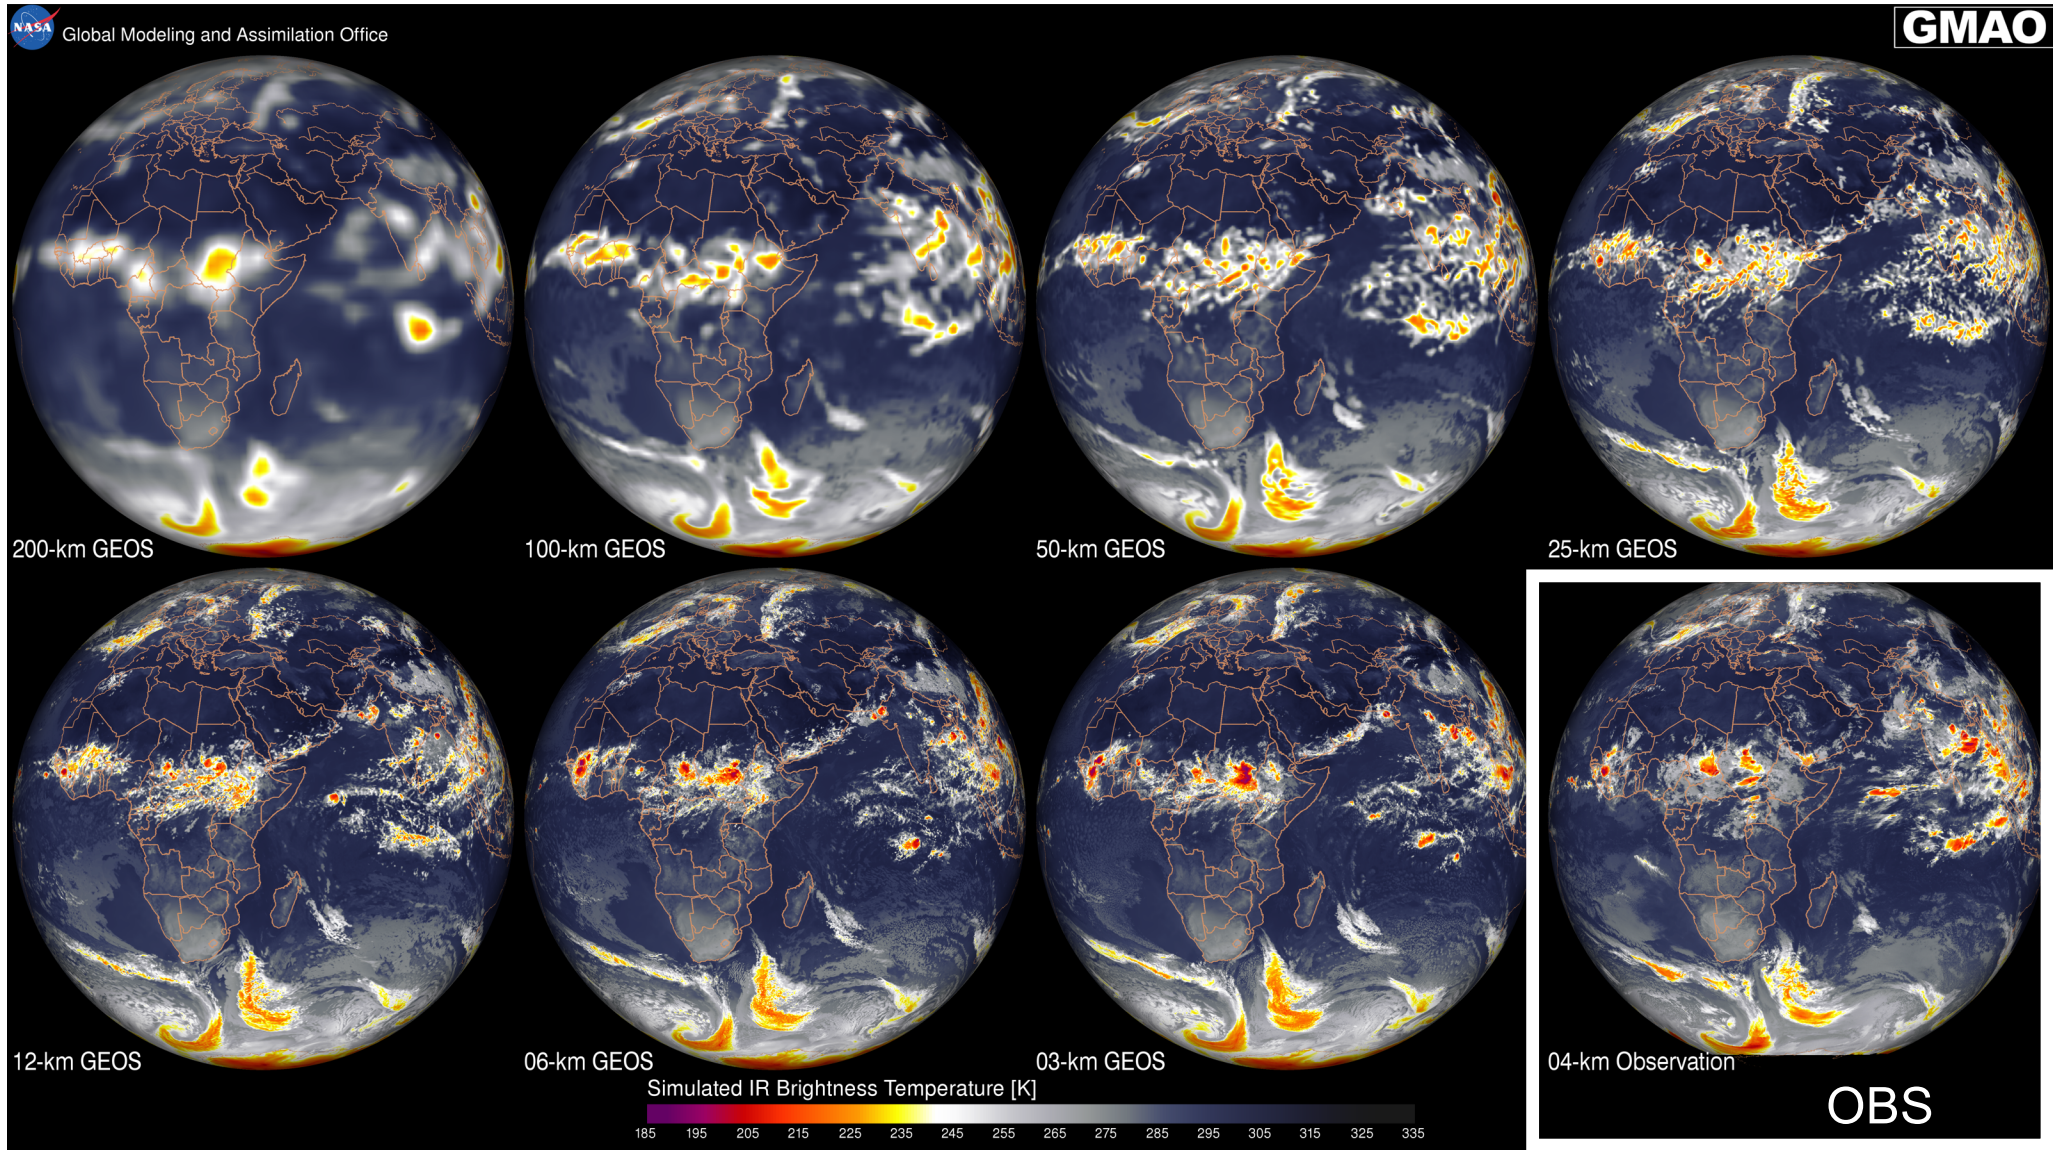 NASA
Global Modeling and Assimilation Office
GMAO
200-km GEOS
100-km GEOS
50-km GEOS
25-km GEOS
12-km GEOS
06-km GEOS
03-km GEOS
04-km Observation
Simulated IR Brightness Temperature [K]
185 195 205 215 225 235 245 255 265 275 285 295 305 315 325 335
OBS